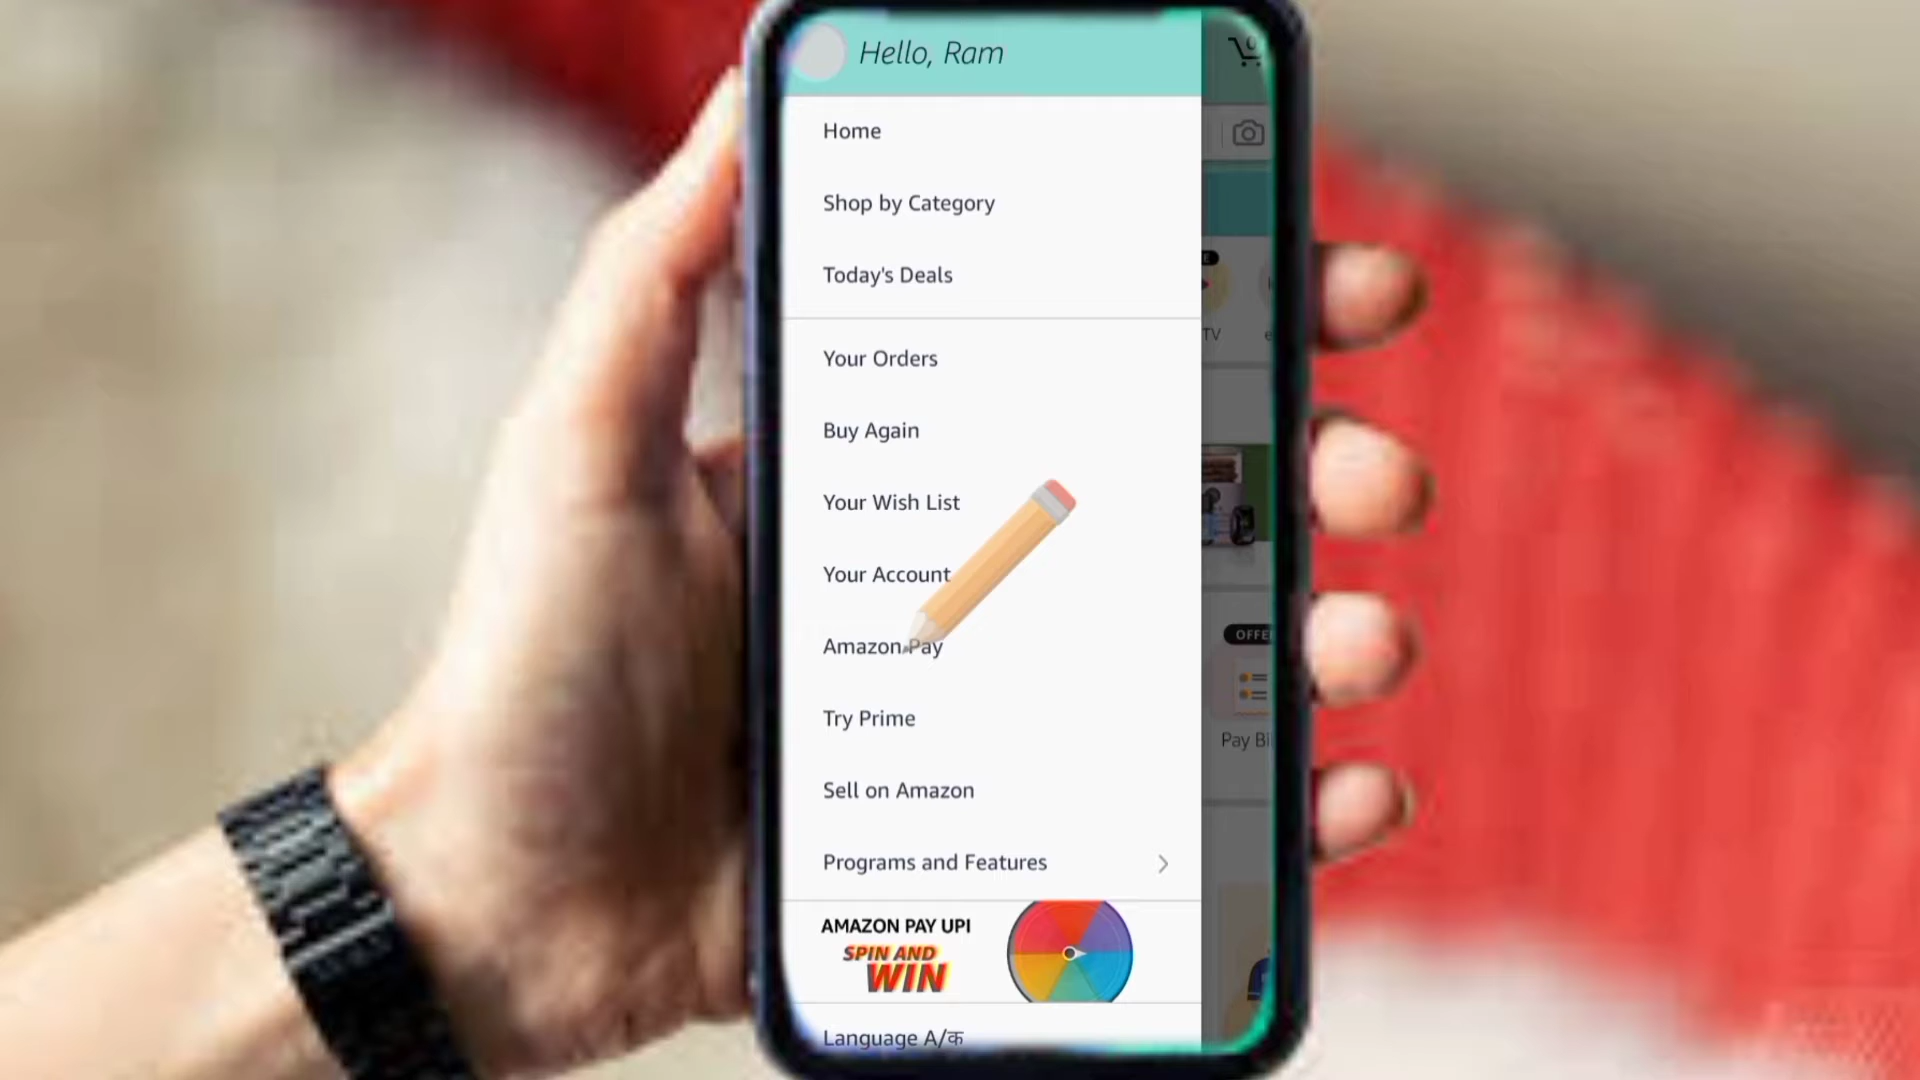 Hello, Ram
0
Home
Shop by Category
Today's Deals
TV
Your Orders
Buy Again
Your Wish List
Your Account
Amazon Pay
OFFE
Try Prime
Pay Bi
Sell on Amazon
Programs and Features
AMAZON PAY UPI
SPIN AND
WIN
Language A/क